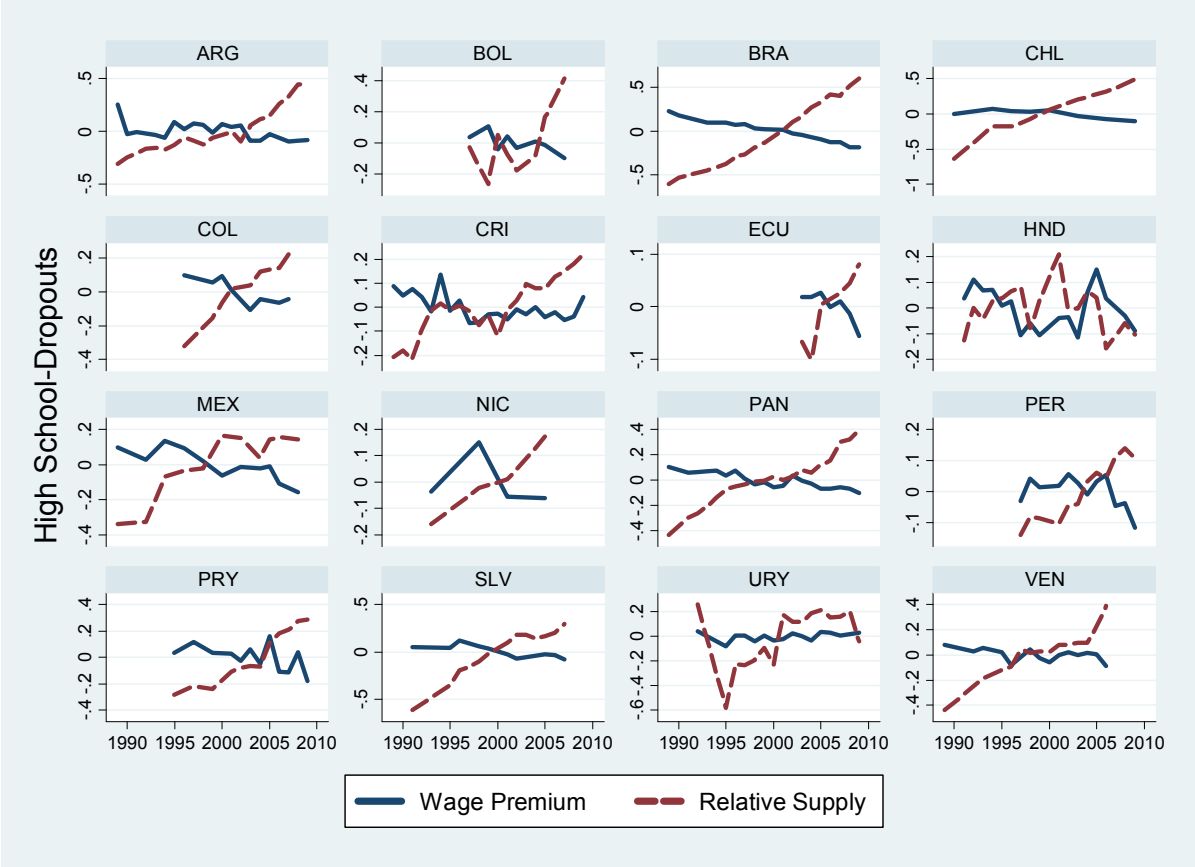 ARG BOL BRA CHL
.5 .4 .5 .5
0 .2 0 0
-.5 0 -.5 -.5
-.2 -1
COL CRI ECU HND
.2 .2 .1 .2
0 .1 0 .1
-.2 0 -.1 0
-.4 -.1 -.1
-.2 -.2
High School-Dropouts
MEX NIC PAN PER
.2 .2 .4 .2
0 .1 .2 .1
-.2 0 0 0
-.4 -.1 -.2 -.1
-.2 -.4
PRY SLV URY VEN
.4 .5 .2 .4
.2 0 0 .2
0 -.5 -.2 0
-.2 -.4 -.2
-.4 -.6 -.4
1990 1995 2000 2005 2010 1990 1995 2000 2005 2010 1990 1995 2000 2005 2010 1990 1995 2000 2005 2010
Wage Premium Relative Supply